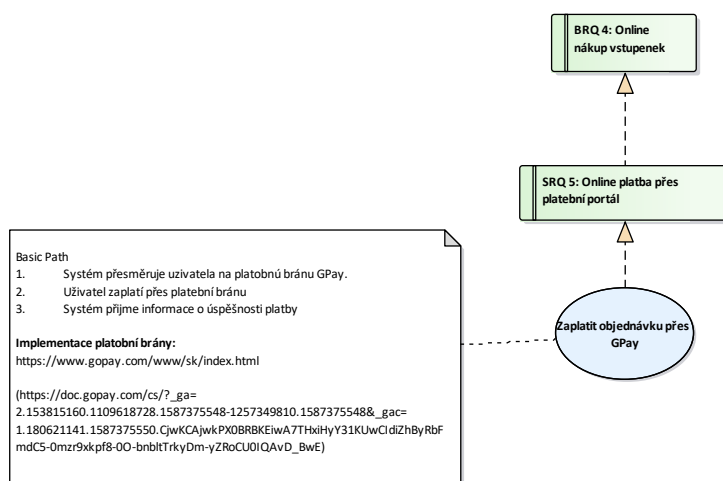 BRQ 4: Online
nákup vstupenek
SRQ 5: Online platba přes
platební portál
Zaplatit objednávku přes
GPay
Basic Path
1. Systém přesměruje uzivatela na platobnú bránu GPay.
2. Uživatel zaplatí přes platební bránu
3. Systém přijme informace o úspěšnosti platby
Implementace platobní brány:
https://www.gopay.com/www/sk/index.html
(https://doc.gopay.com/cs/?_ga=
2.153815160.1109618728.1587375548-1257349810.1587375548&_gac=
1.180621141.1587375550.CjwKCAjwkPX0BRBKEiwA7THxiHyY31KUwCIdiZhByRbF
mdC5-0mzr9xkpf8-0O-bnbltTrkyDm-yZRoCU0IQAvD_BwE)